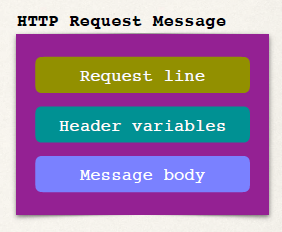 HTTP Request Message
Request line
Header variables
Message body